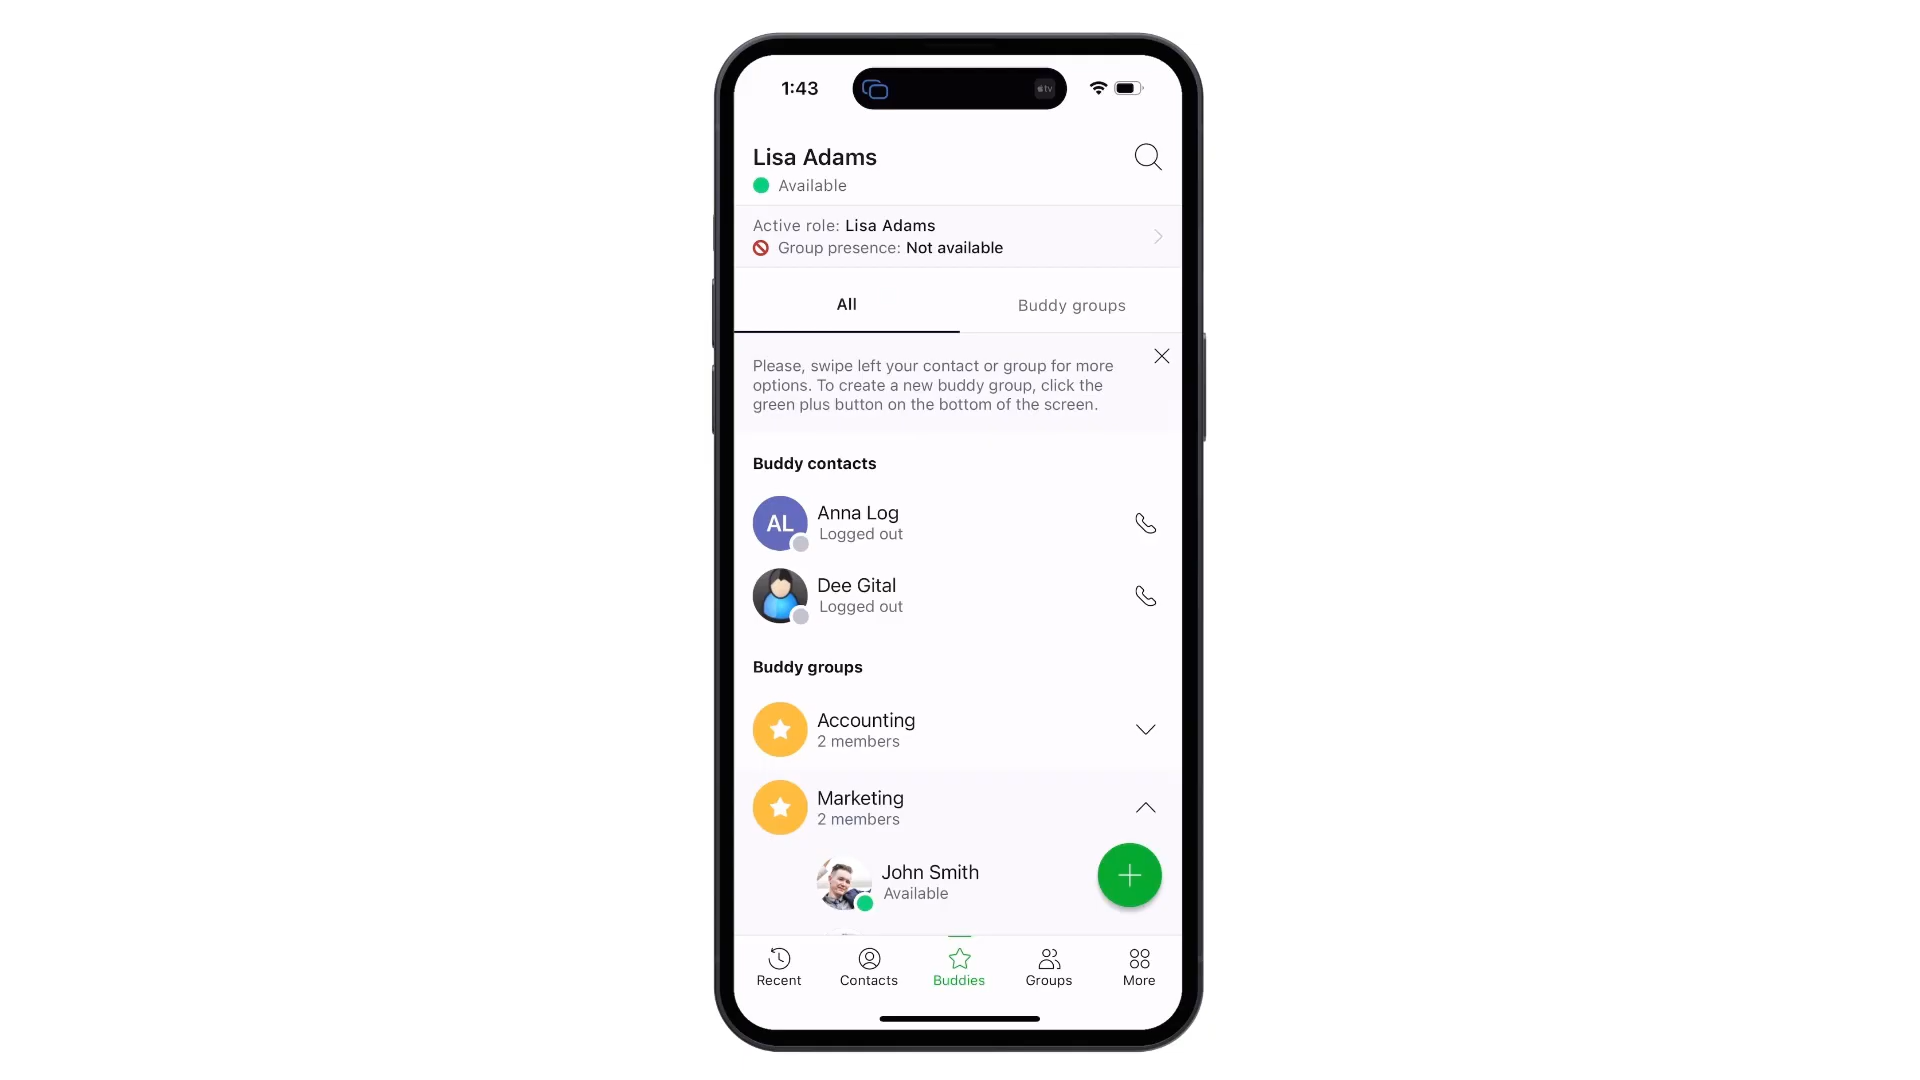 1:43
tv
Lisa Adams
Available
Active role: Lisa Adams
Group presence: Not available
All
Buddy groups
Please, swipe left your contact or group for more
options. To create a new buddy group, click the
green plus button on the bottom of the screen.
Buddy contacts
AL
Anna Log
Logged out
Dee Gital
Logged out
Buddy groups
Accounting
2 members
Marketing
2 members
John Smith
Available
Recent
Contacts
Buddies
Groups
More